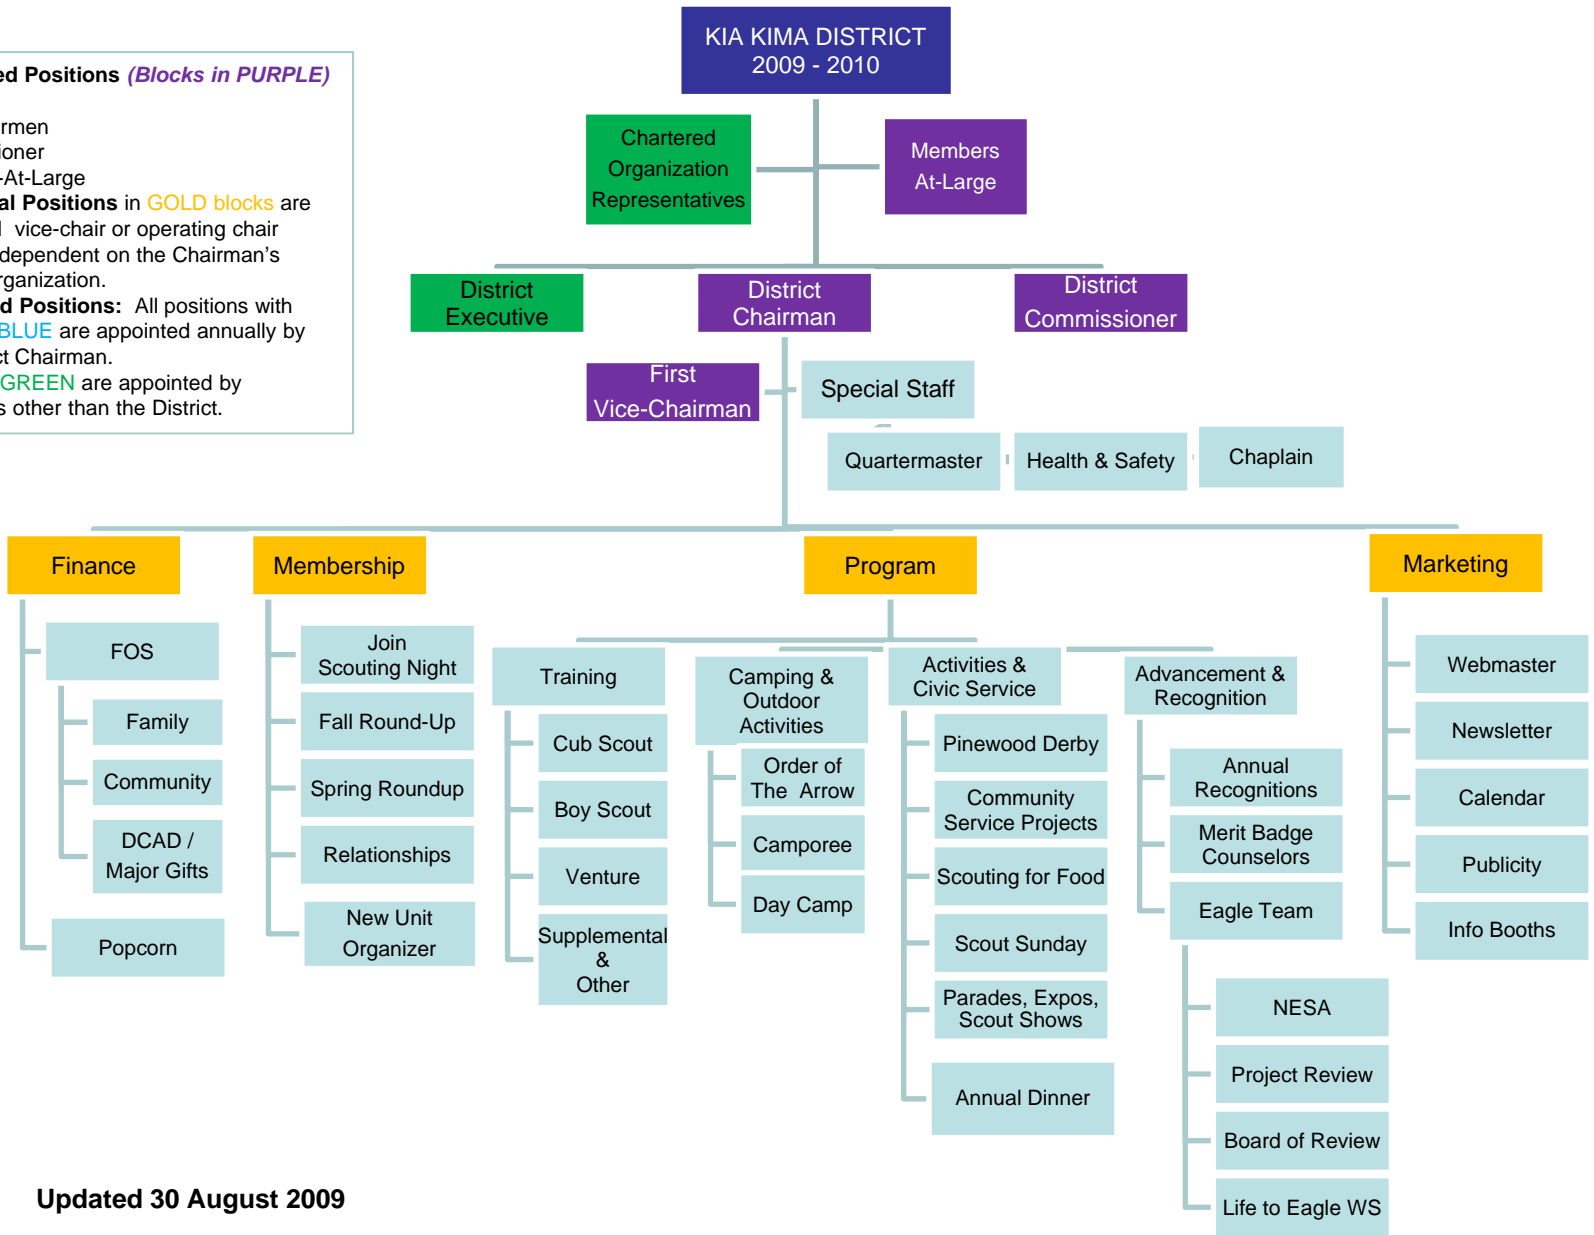 KIA KIMA DISTRICT
2009 - 2010
ed Positions (Blocks in PURPLE)
rmen
ioner
-At-Large
al Positions in GOLD blocks are
l vice-chair or operating chair
dependent on the Chairman's
rganization.
d Positions: All positions with
BLUE are appointed annually by
ct Chairman.
GREEN are appointed by
s other than the District.
Chartered
Organization
Representatives
Members
At-Large
District
Executive
District
Chairman
District
Commissioner
First
Vice-Chairman
Special Staff
Quartermaster
Health & Safety
Chaplain
Finance
Membership
Program
Marketing
FOS
Family
Community
DCAD /
Major Gifts
Popcorn
Join
Scouting Night
Fall Round-Up
Spring Roundup
Relationships
New Unit
Organizer
Training
Cub Scout
Boy Scout
Venture
Supplemental
&
Other
Camping &
Outdoor
Activities
Order of
The Arrow
Camporee
Day Camp
Activities &
Civic Service
Pinewood Derby
Community
Service Projects
Scouting for Food
Scout Sunday
Parades, Expos,
Scout Shows
Annual Dinner
Advancement &
Recognition
Annual
Recognitions
Merit Badge
Counselors
Eagle Team
NESA
Project Review
Board of Review
Life to Eagle WS
Webmaster
Newsletter
Calendar
Publicity
Info Booths
Updated 30 August 2009